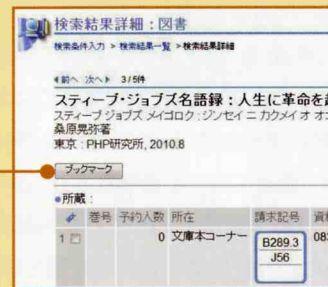 検索結果詳細：図書
検索条件入力 > 検索結果一覧 > 検索結果詳細
前へ 次へ 3/5件
スティーブ・ジョブズ名語録：人生に革命を
スティーブ ジョブズ メイゴロク：ジンセイ ニ カクメイ オ
桑原晃弥著
東京：PHP研究所, 2010.8
ブックマーク
所蔵：
巻号 予約人数 所在 請求記号
1 0 文庫本コーナー B289.3 08
J56